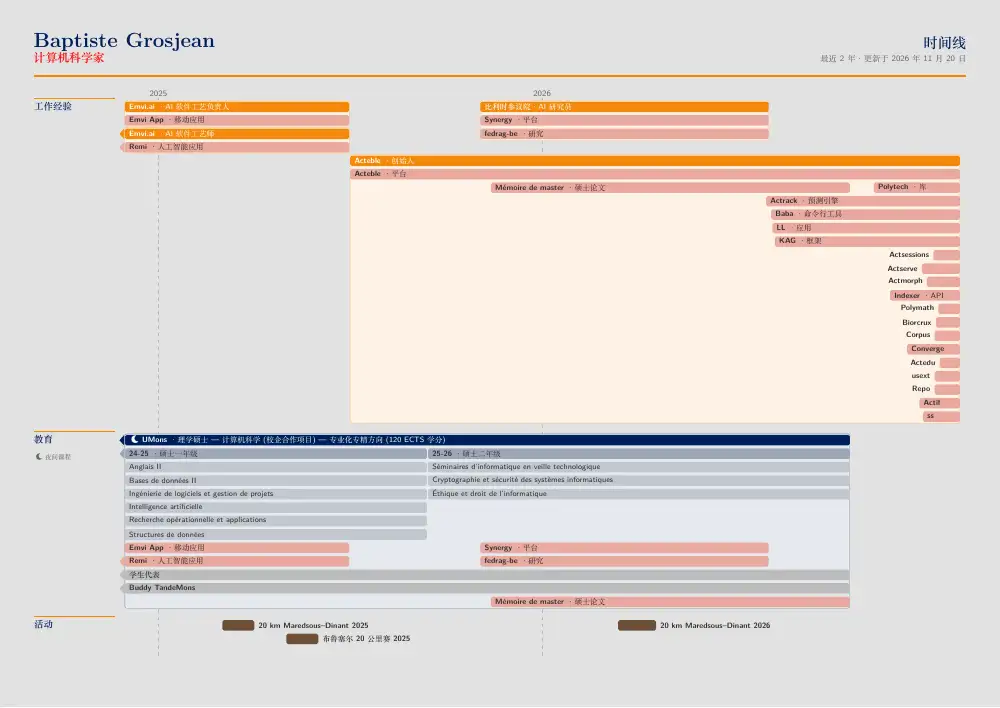 Baptiste Grosjean
计算机科学家
时间线
最近 2 年 · 更新于 2026 年 11 月 20 日
2025
2026
工作经验
Emvi.ai · AI 软件工艺负责人
比利时参议院 · AI 研究员
Emvi App · 移动应用
Synergy · 平台
Emvi.ai · AI 软件工艺师
fedrag-be · 研究
Remi · 人工智能应用
Acteble · 创始人
Acteble · 平台
Mémoire de master · 硕士论文
Polytech · 库
Actrack · 预测引擎
Baba · 命令行工具
LL · 应用
KAG · 框架
Actsessions
Actserve
Actmorph
Indexer · API
Polymath
Biorcrux
Corpus
Converge
Actedu
usext
Repo
Actif
ss
教育
UMons · 理学硕士 — 计算机科学 (校企合作项目) — 专业化专精方向 (120 ECTS 学分)
夜间课程
24-25 · 硕士一年级
25-26 · 硕士二年级
Anglais II
Séminaires d'informatique en veille technologique
Bases de données II
Cryptographie et sécurité des systèmes informatiques
Ingénierie de logiciels et gestion de projets
Éthique et droit de l'informatique
Intelligence artificielle
Recherche opérationnelle et applications
Structures de données
Emvi App · 移动应用
Synergy · 平台
Remi · 人工智能应用
fedrag-be · 研究
学生代表
Buddy TandeMons
Mémoire de master · 硕士论文
活动
20 km Maredsous–Dinant 2025
20 km Maredsous–Dinant 2026
布鲁塞尔 20 公里赛 2025